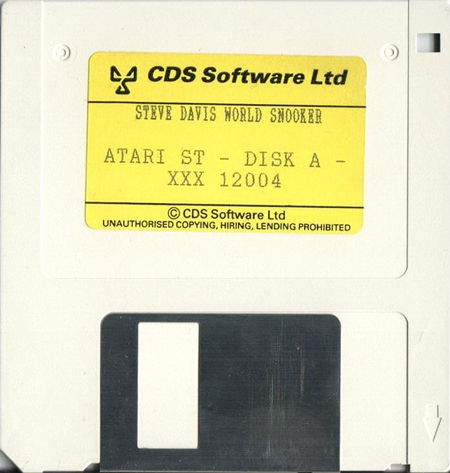 CDS Software Ltd
STEVE DAVIS WORLD SNOOKER
ATARI ST - DISK A -
XXX 12004
© CDS Software Ltd
UNAUTHORISED COPYING, HIRING, LENDING PROHIBITED